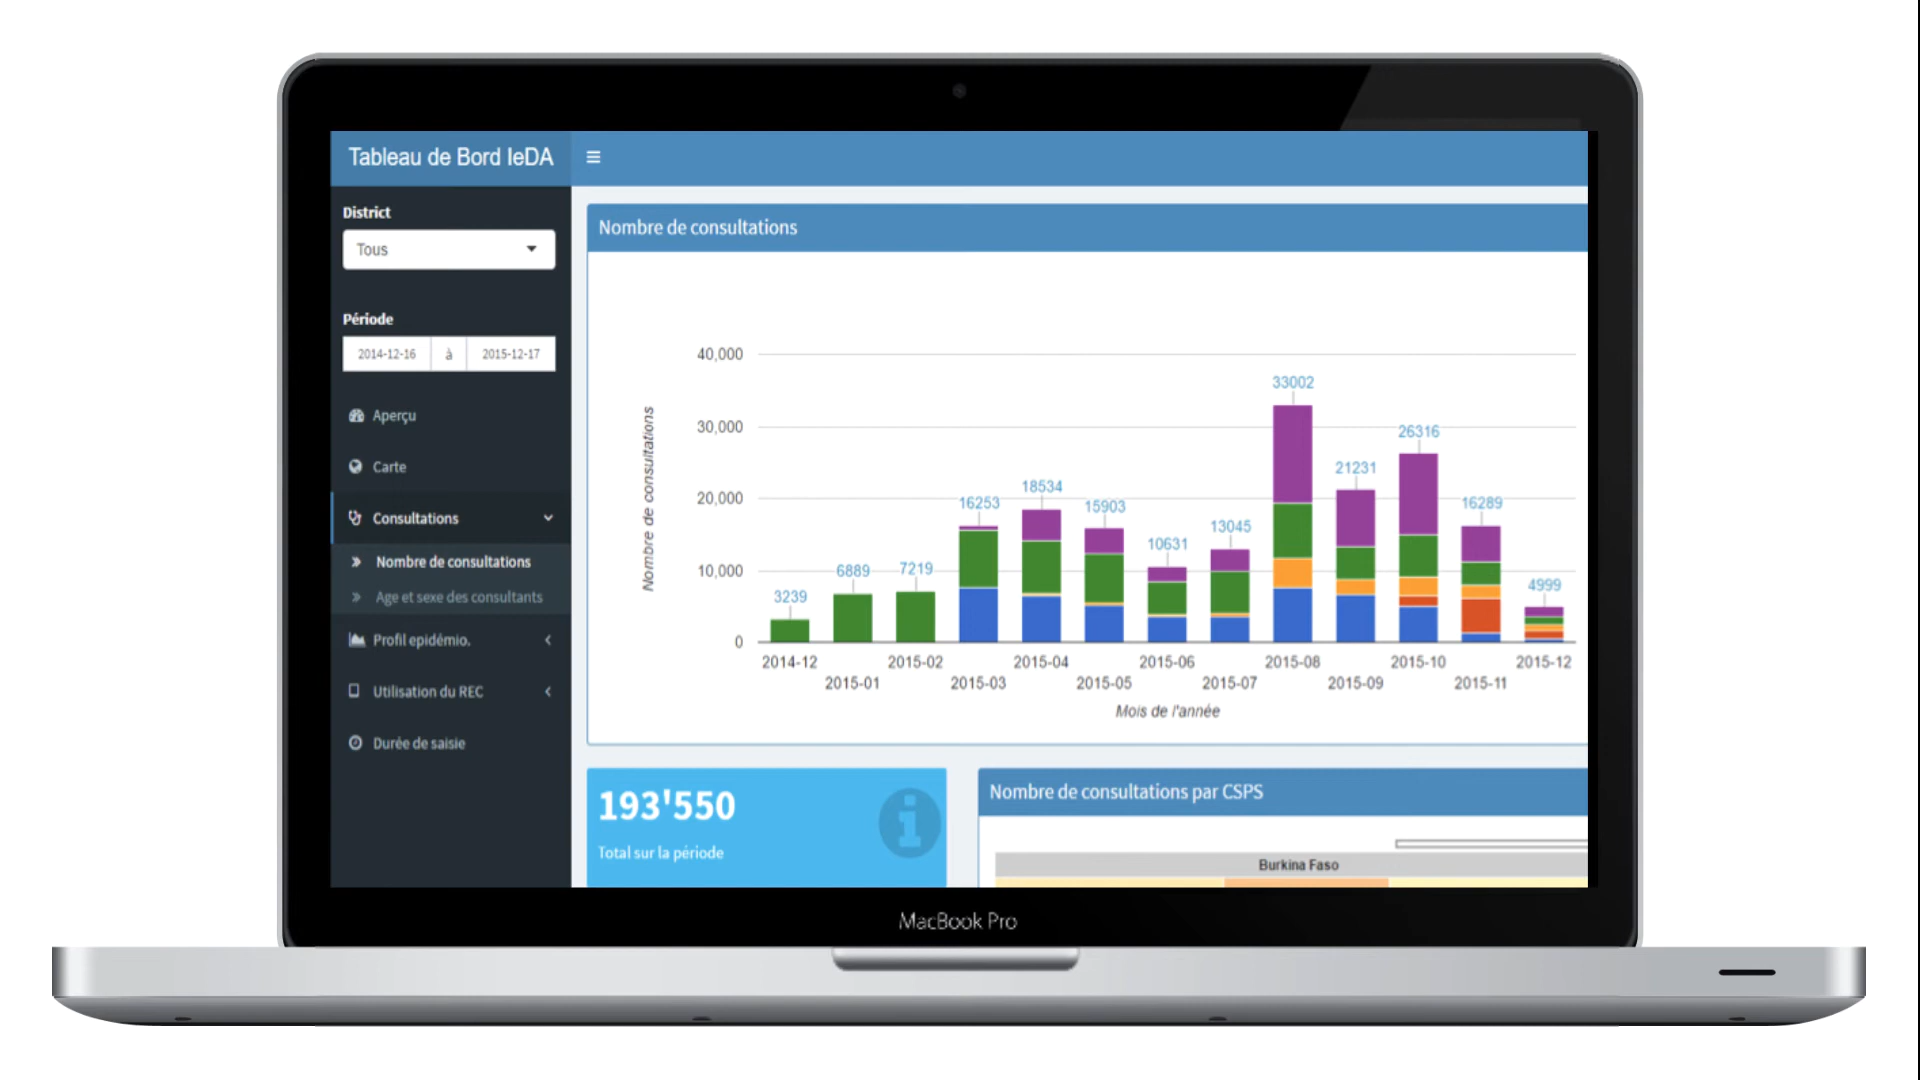 Tableau de Bord IeDA
District
Tous
Période
2014-12-16 à 2015-12-17
Aperçu
Carte
Consultations
Nombre de consultations
Age et sexe des consultants
Profil epidémio.
Utilisation du REC
Durée de saisie
Nombre de consultations
Nombre de consultations
40,000
30,000
20,000
10,000
0
3239
6889
7219
16253
18534
15903
10631
13045
33002
21231
26316
16289
4999
2014-12 2015-02 2015-04 2015-06 2015-08 2015-10 2015-12
2015-01 2015-03 2015-05 2015-07 2015-09 2015-11
Mois de l'année
193'550
Total sur la période
Nombre de consultations par CSPS
Burkina Faso
MacBook Pro